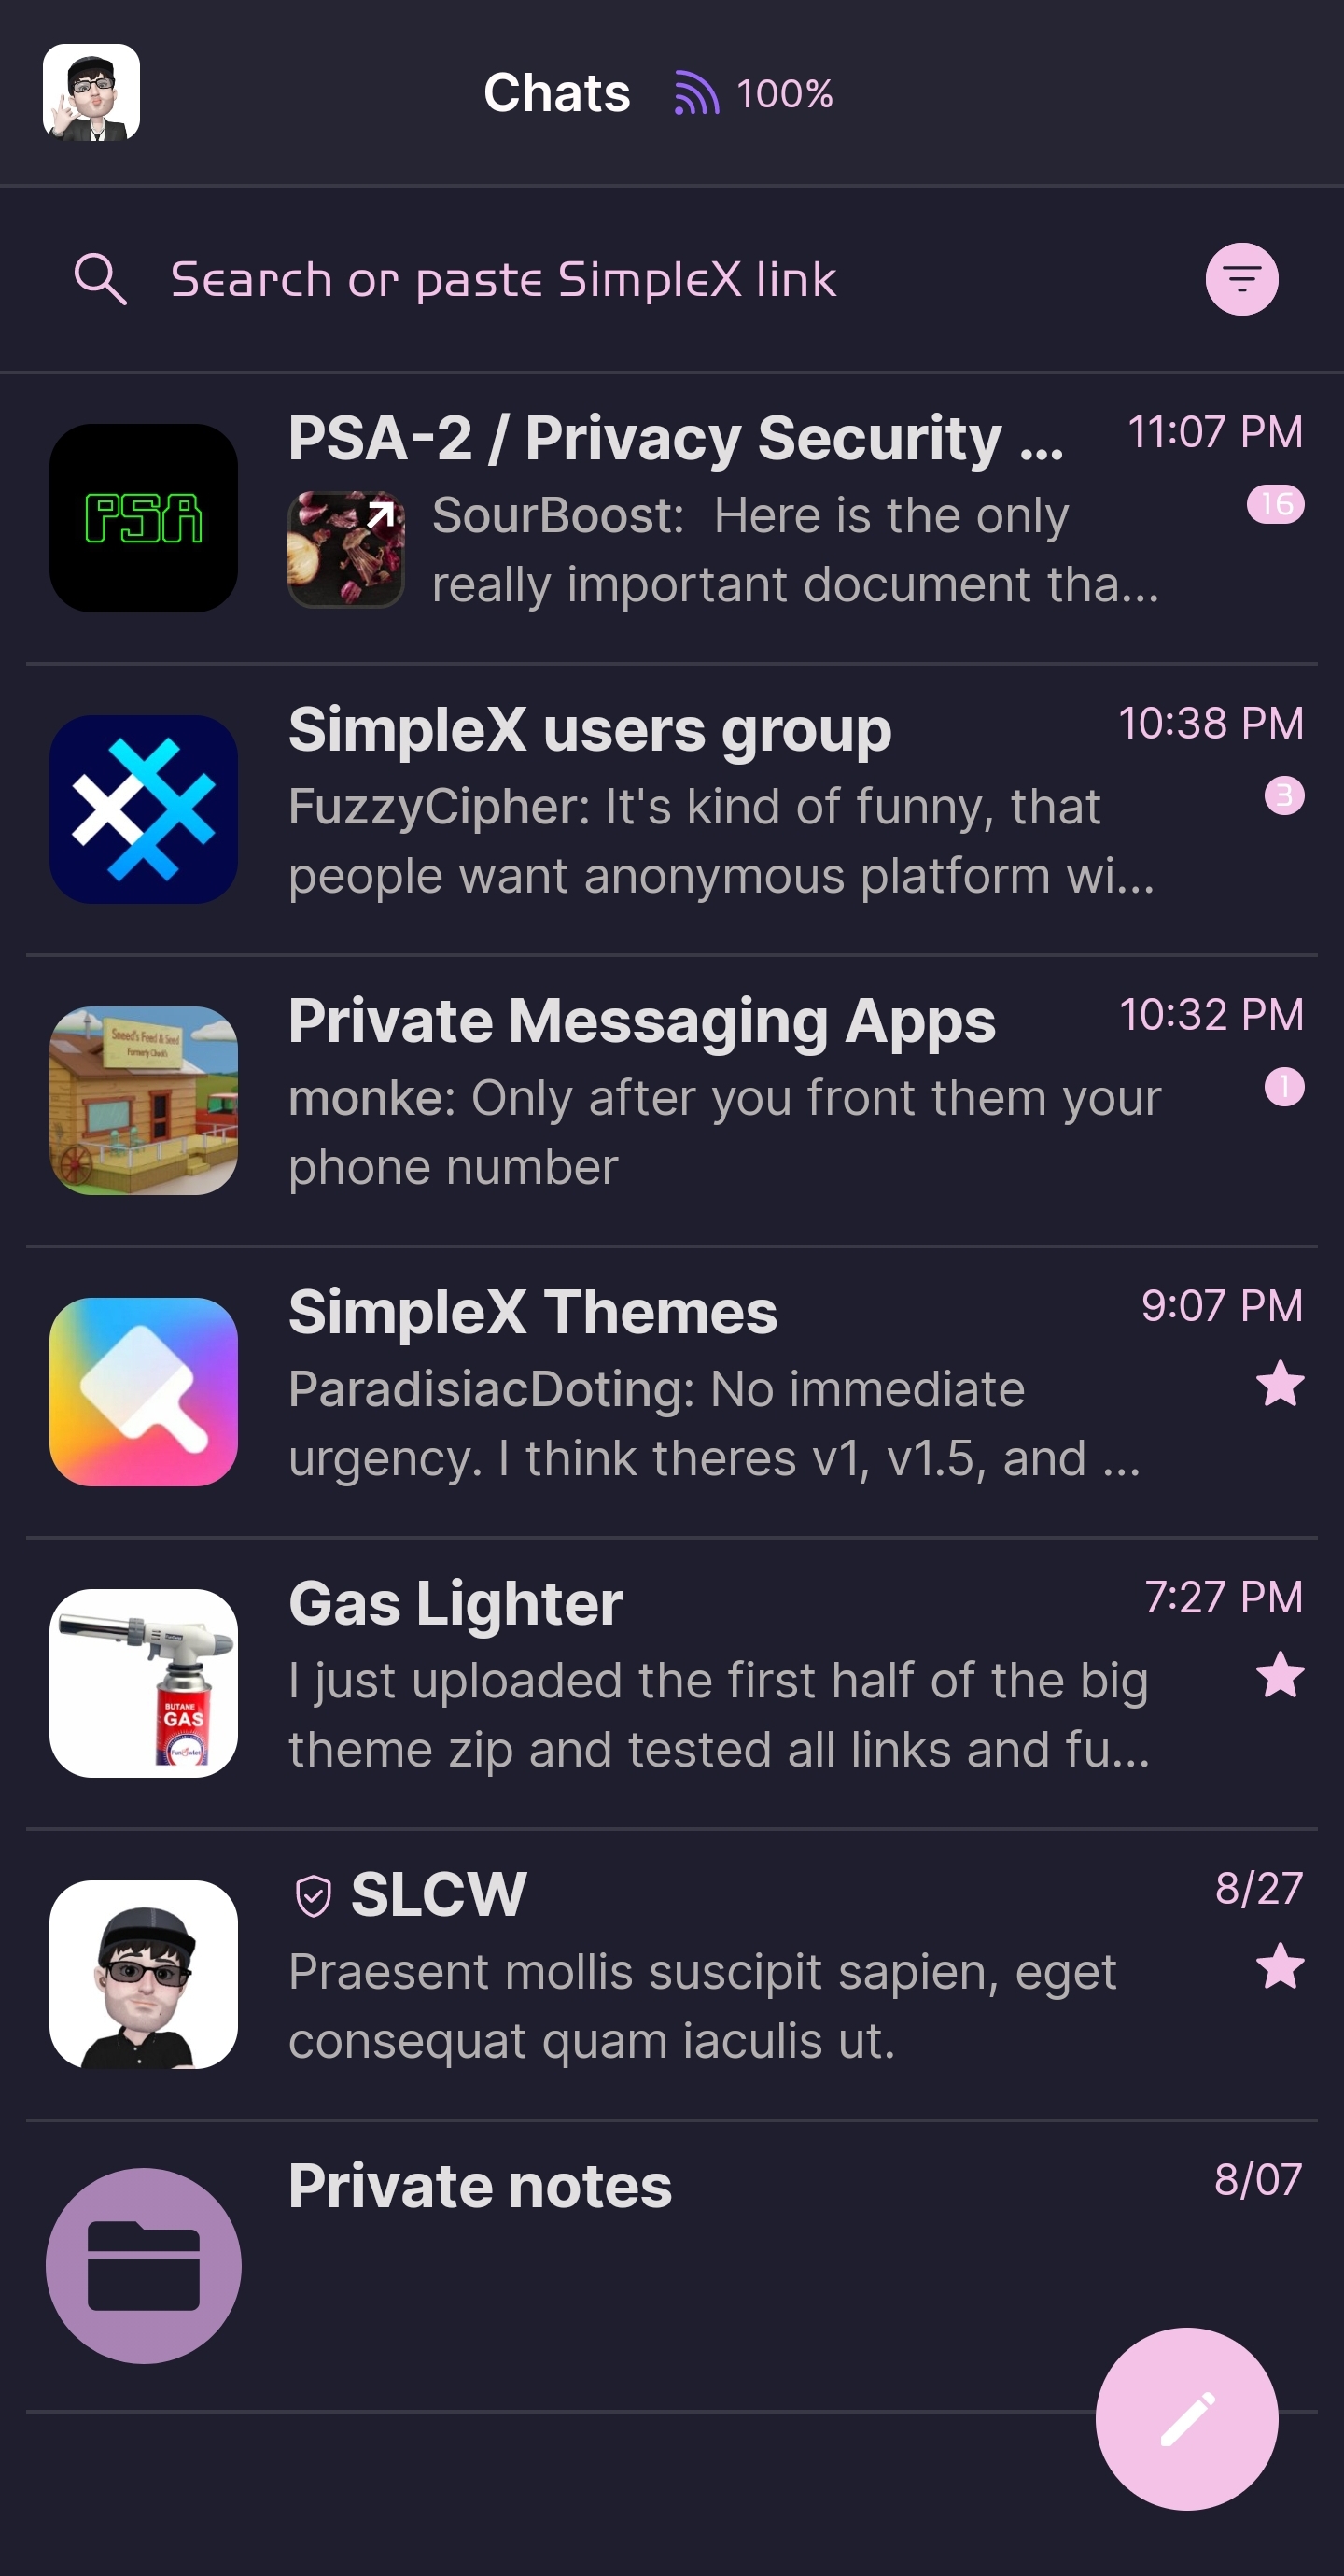 Chats 100%
Search or paste SimpleX link
PSA
PSA-2 / Privacy Security ...
11:07 PM
SourBoost: Here is the only
16
really important document tha...
SimpleX users group
10:38 PM
FuzzyCipher: It's kind of funny, that
3
people want anonymous platform wi...
Sneed's Feed & Seed
Formerly Chuck's
Private Messaging Apps
10:32 PM
monke: Only after you front them your
1
phone number
SimpleX Themes
9:07 PM
ParadisiacDoting: No immediate
urgency. I think theres v1, v1.5, and ...
BUTANE
GAS
Gas Lighter
7:27 PM
I just uploaded the first half of the big
theme zip and tested all links and fu...
SLCW
8/27
Praesent mollis suscipit sapien, eget
consequat quam iaculis ut.
Private notes
8/07